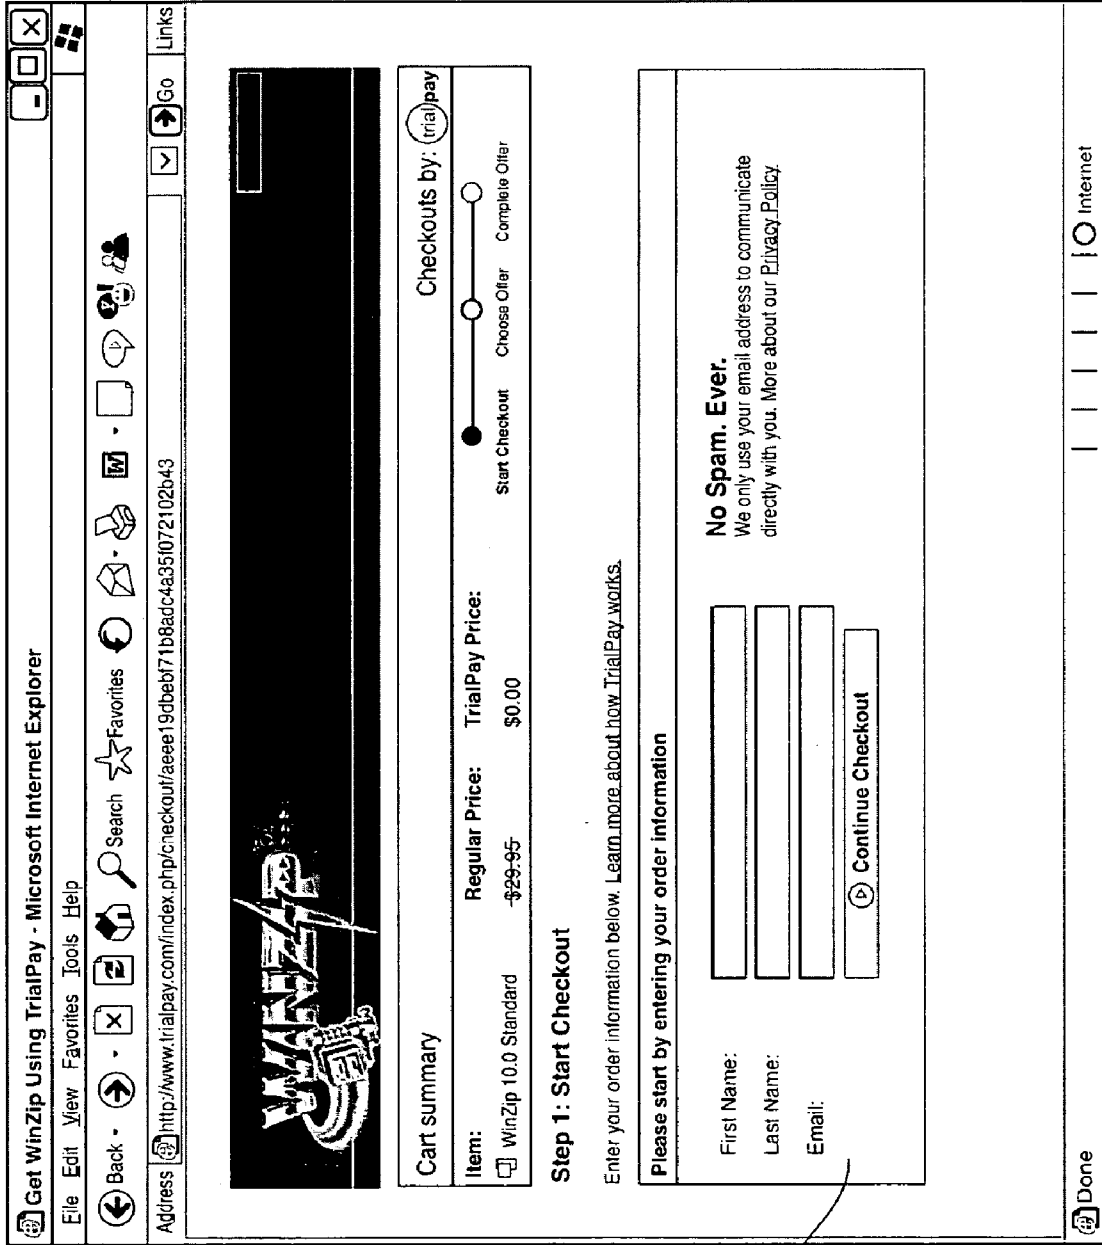 Get WinZip Using TrialPay - Microsoft Internet Explorer
File Edit View Favorites Tools Help
Back Search Favorites W
Address http://www.trialpay.com/index.php/checkout/aeee19dbebf71b8adc4a35f072102b43 Go Links
WINZIP
Cart summary Checkouts by: trialpay
Item: Regular Price: TrialPay Price:
WinZip 10.0 Standard $29.95 $0.00
Start Checkout Choose Offer Complete Offer
Step 1: Start Checkout
Enter your order information below. Learn more about how TrialPay works.
Please start by entering your order information
First Name:
Last Name:
Email:
Continue Checkout
No Spam. Ever.
We only use your email address to communicate
directly with you. More about our Privacy Policy
Done Internet